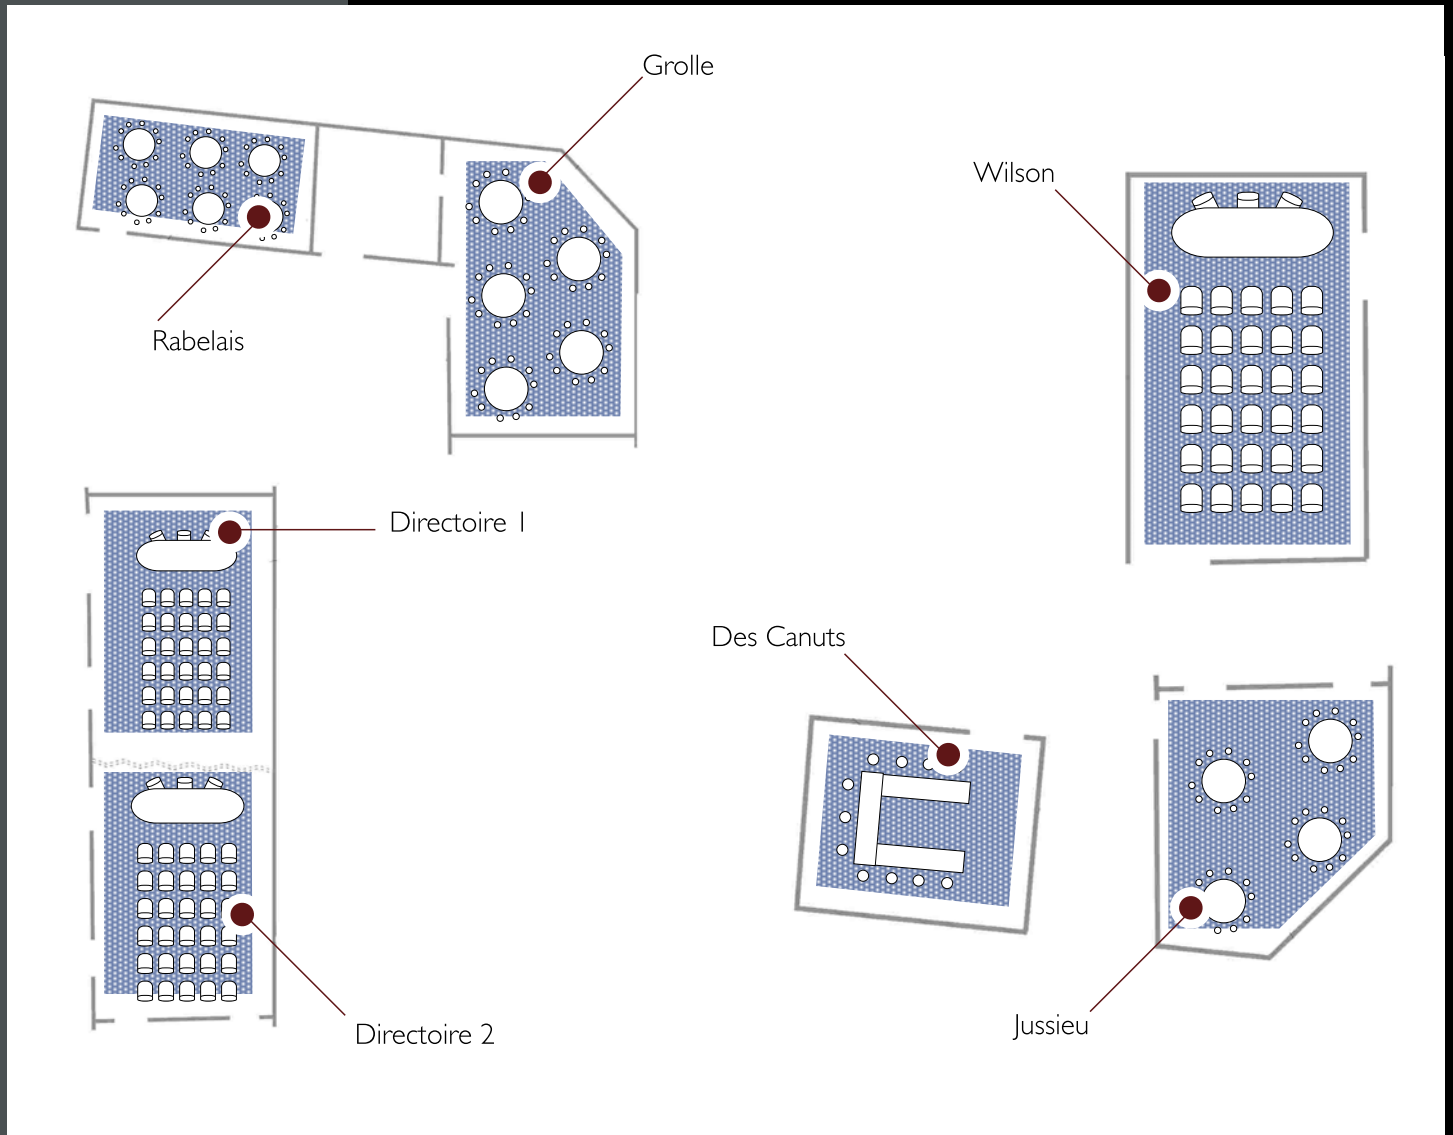 Grolle
Wilson
Rabelais
Directoire 1
Des Canuts
Jussieu
Directoire 2